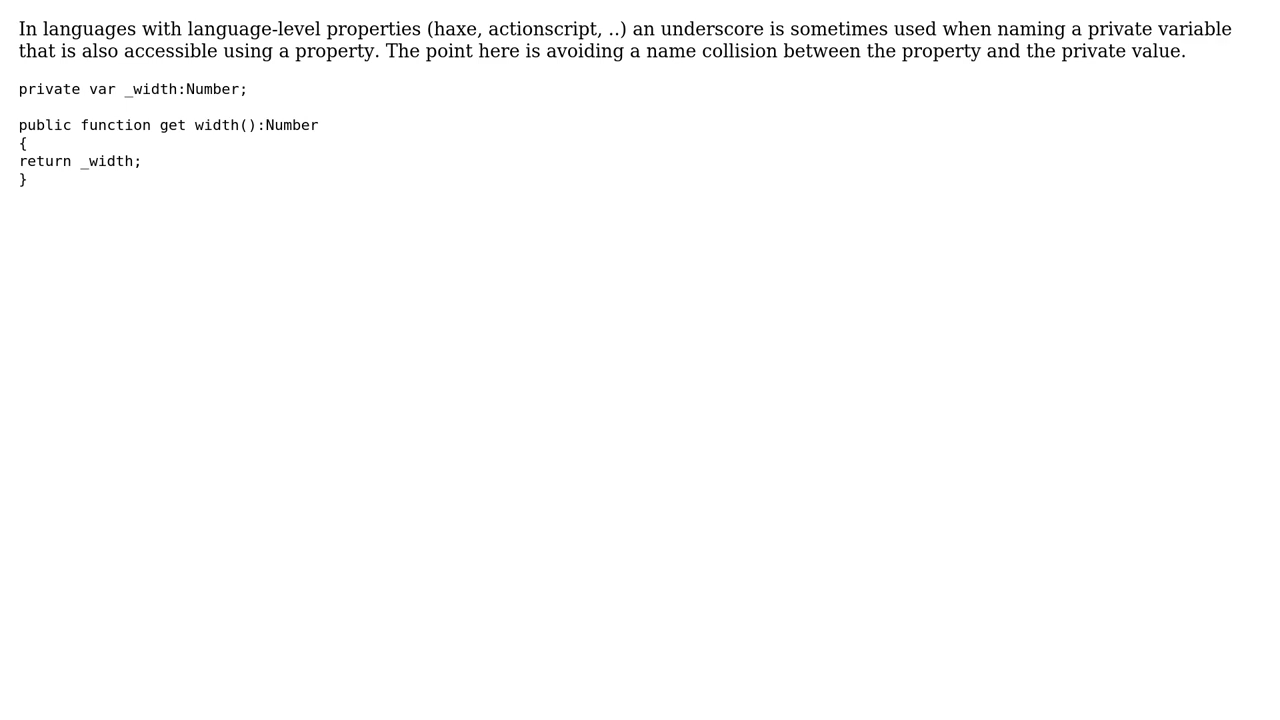 In languages with language-level properties (haxe, actionscript, ..) an underscore is sometimes used when naming a private variable
that is also accessible using a property. The point here is avoiding a name collision between the property and the private value.
private var _width:Number;
public function get width():Number
{
return _width;
}